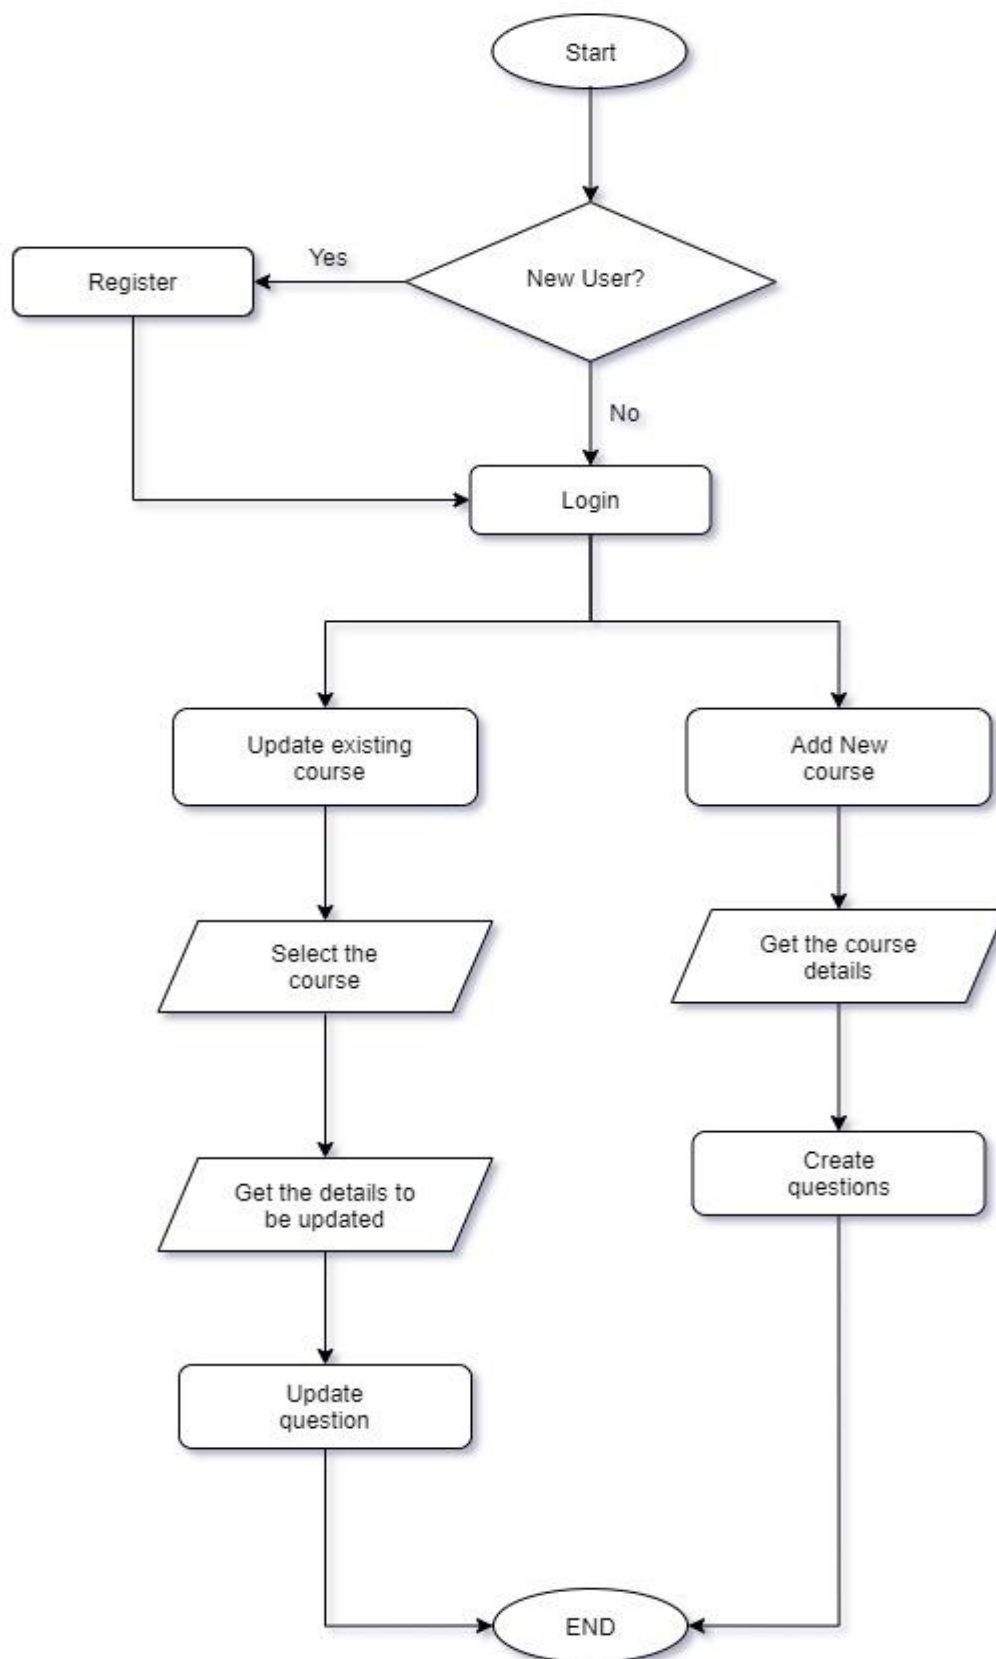 Start
New User?
Yes
Register
No
Login
Update existing
course
Add New
course
Select the
course
Get the course
details
Get the details to
be updated
Create
questions
Update
question
END